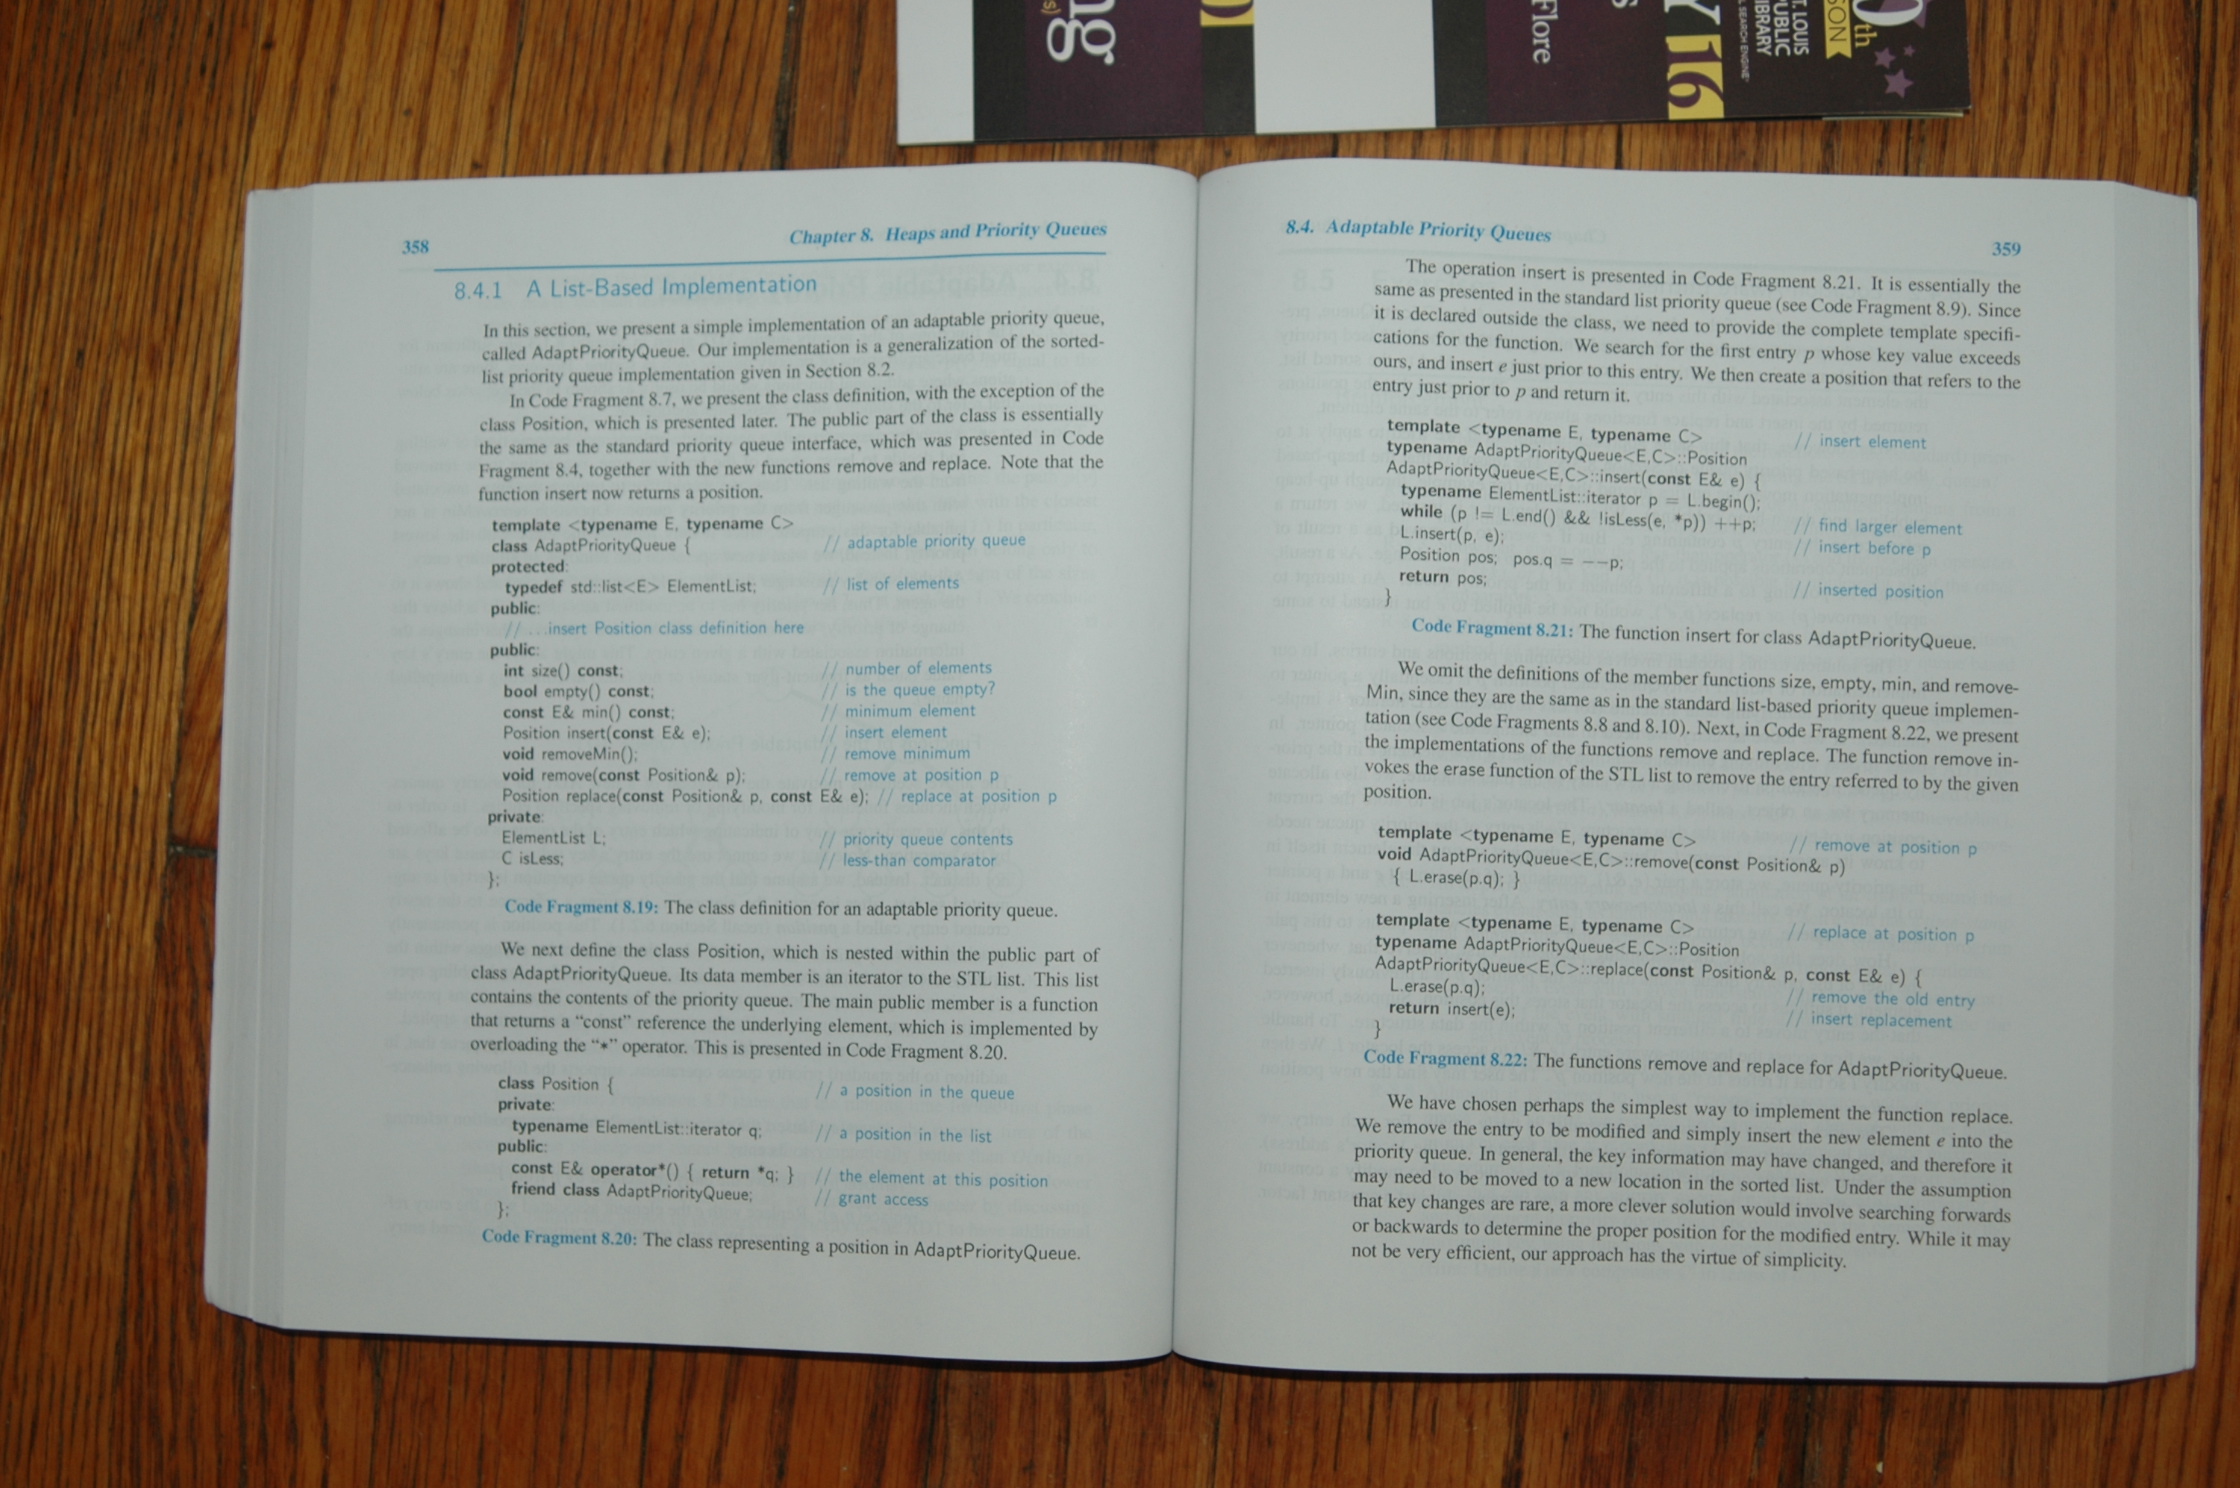 358
Chapter 8. Heaps and Priority Queues
8.4.1 A List-Based Implementation
In this section, we present a simple implementation of an adaptable priority queue,
called AdaptPriorityQueue. Our implementation is a generalization of the sorted-
list priority queue implementation given in Section 8.2.
In Code Fragment 8.7, we present the class definition, with the exception of the
class Position, which is presented later. The public part of the class is essentially
the same as the standard priority queue interface, which was presented in Code
Fragment 8.4, together with the new functions remove and replace. Note that the
function insert now returns a position.
template <typename E, typename C>
class AdaptPriorityQueue { // adaptable priority queue
protected:
typedef std::list<E> ElementList; // list of elements
public:
// ...insert Position class definition here
public:
int size() const; // number of elements
bool empty() const; // is the queue empty?
const E& min() const; // minimum element
Position insert(const E& e); // insert element
void removeMin(); // remove minimum
void remove(const Position& p); // remove at position p
Position replace(const Position& p, const E& e); // replace at position p
private:
ElementList L; // priority queue contents
C isLess; // less-than comparator
};
Code Fragment 8.19: The class definition for an adaptable priority queue.
We next define the class Position, which is nested within the public part of
class AdaptPriorityQueue. Its data member is an iterator to the STL list. This list
contains the contents of the priority queue. The main public member is a function
that returns a “const” reference the underlying element, which is implemented by
overloading the “*” operator. This is presented in Code Fragment 8.20.
class Position { // a position in the queue
private:
typename ElementList::iterator q; // a position in the list
public:
const E& operator*() { return *q; } // the element at this position
friend class AdaptPriorityQueue; // grant access
};
Code Fragment 8.20: The class representing a position in AdaptPriorityQueue.
8.4. Adaptable Priority Queues
359
The operation insert is presented in Code Fragment 8.21. It is essentially the
same as presented in the standard list priority queue (see Code Fragment 8.9). Since
it is declared outside the class, we need to provide the complete template specifi-
cations for the function. We search for the first entry p whose key value exceeds
ours, and insert e just prior to this entry. We then create a position that refers to the
entry just prior to p and return it.
template <typename E, typename C> // insert element
typename AdaptPriorityQueue<E,C>::Position
AdaptPriorityQueue<E,C>::insert(const E& e) {
typename ElementList::iterator p = L.begin();
while (p != L.end() && !isLess(e, *p)) ++p; // find larger element
L.insert(p, e); // insert before p
Position pos; pos.q = --p;
return pos; // inserted position
}
Code Fragment 8.21: The function insert for class AdaptPriorityQueue.
We omit the definitions of the member functions size, empty, min, and remove-
Min, since they are the same as in the standard list-based priority queue implemen-
tation (see Code Fragments 8.8 and 8.10). Next, in Code Fragment 8.22, we present
the implementations of the functions remove and replace. The function remove in-
vokes the erase function of the STL list to remove the entry referred to by the given
position.
template <typename E, typename C> // remove at position p
void AdaptPriorityQueue<E,C>::remove(const Position& p)
{ L.erase(p.q); }
template <typename E, typename C> // replace at position p
typename AdaptPriorityQueue<E,C>::Position
AdaptPriorityQueue<E,C>::replace(const Position& p, const E& e) {
L.erase(p.q); // remove the old entry
return insert(e); // insert replacement
}
Code Fragment 8.22: The functions remove and replace for AdaptPriorityQueue.
We have chosen perhaps the simplest way to implement the function replace.
We remove the entry to be modified and simply insert the new element e into the
priority queue. In general, the key information may have changed, and therefore it
may need to be moved to a new location in the sorted list. Under the assumption
that key changes are rare, a more clever solution would involve searching forwards
or backwards to determine the proper position for the modified entry. While it may
not be very efficient, our approach has the virtue of simplicity.
0th
SON
T. LOUIS
PUBLIC
IBRARY
L SEARCH ENGINE
Y 16
s
Flore
0
ng
s)